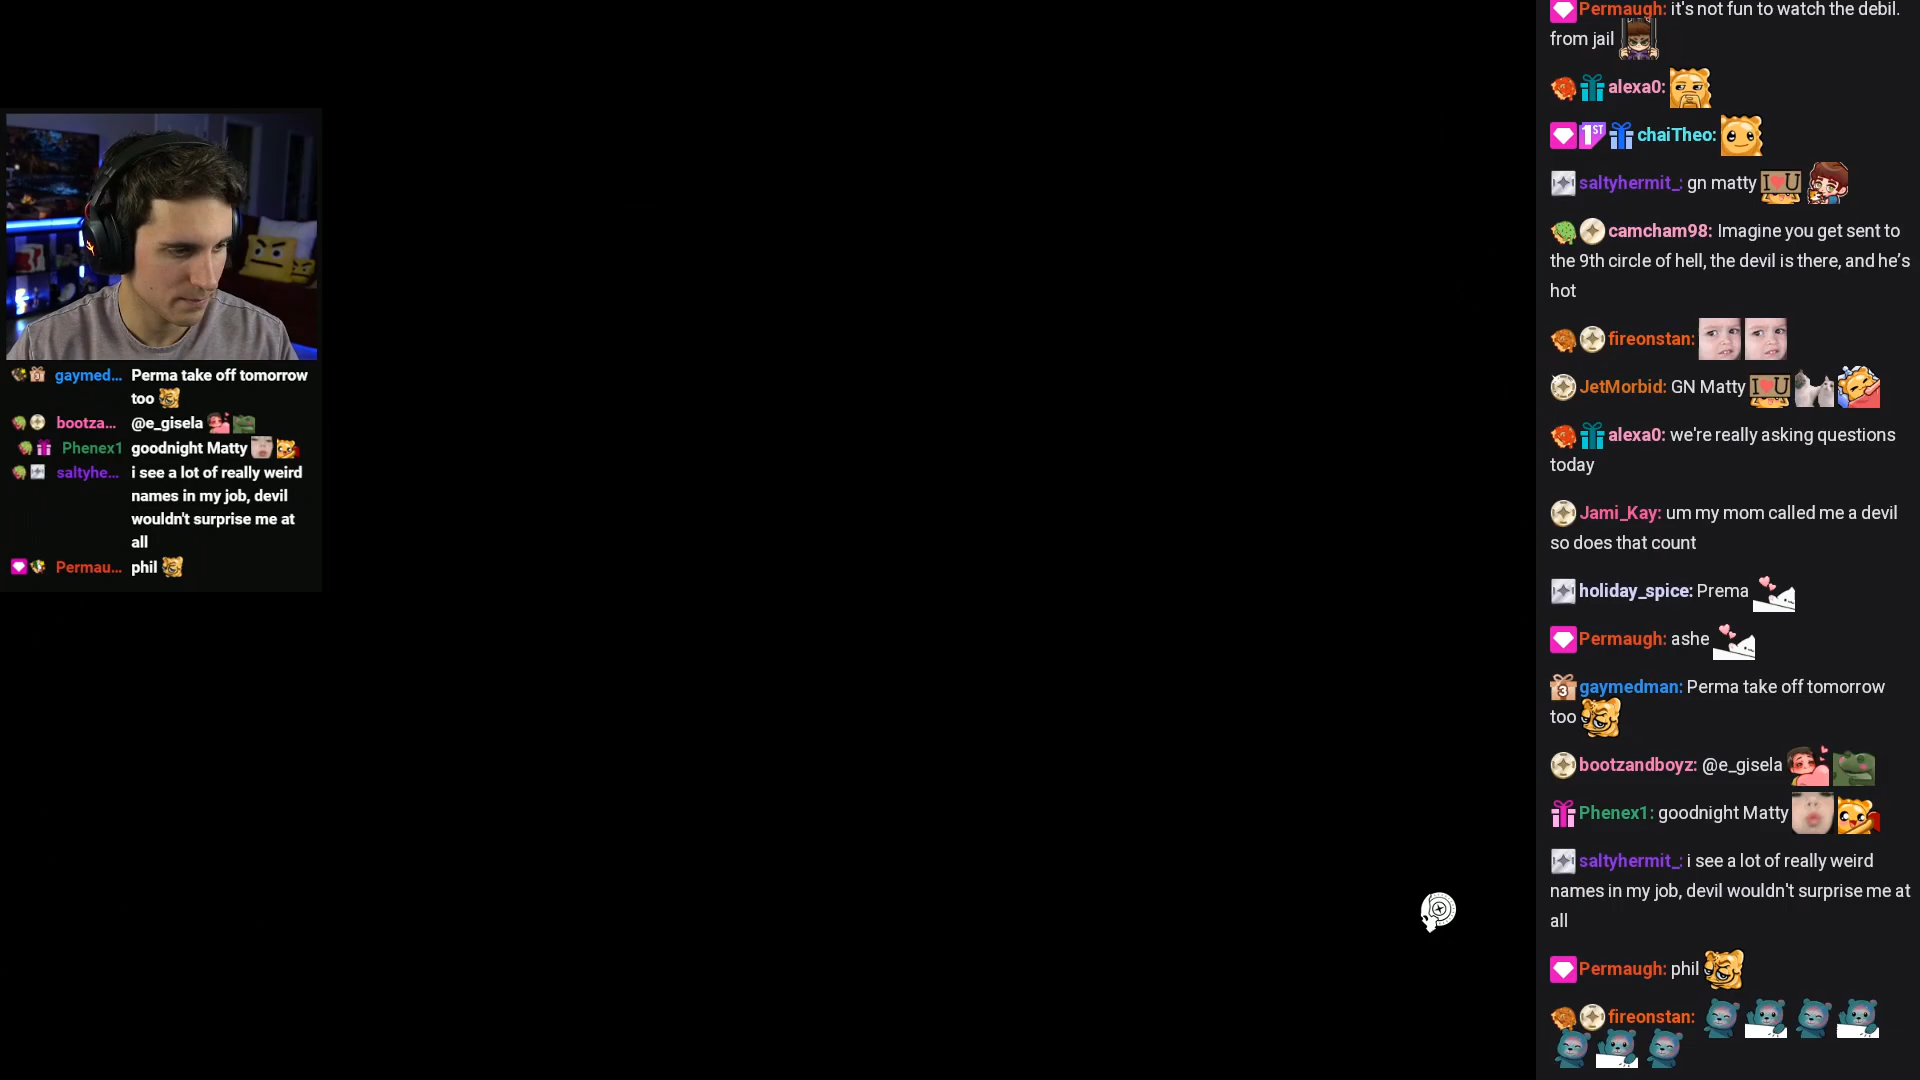 gaymed... Perma take off tomorrow
too
bootza... @e_gisela
Phenex1 goodnight Matty
saltyhe... i see a lot of really weird
names in my job, devil
wouldn't surprise me at
all
Permau... phil
Permaugh: it's not fun to watch the debil.
from jail
alexa0:
1ST chaiTheo:
saltyhermit_: gn matty I U
camcham98: Imagine you get sent to
the 9th circle of hell, the devil is there, and he's
hot
fireonstan:
JetMorbid: GN Matty I U
alexa0: we're really asking questions
today
Jami_Kay: um my mom called me a devil
so does that count
holiday_spice: Prema
Permaugh: ashe
3 gaymedman: Perma take off tomorrow
too
bootzandboyz: @e_gisela
Phenex1: goodnight Matty
saltyhermit_: i see a lot of really weird
names in my job, devil wouldn't surprise me at
all
Permaugh: phil
fireonstan: